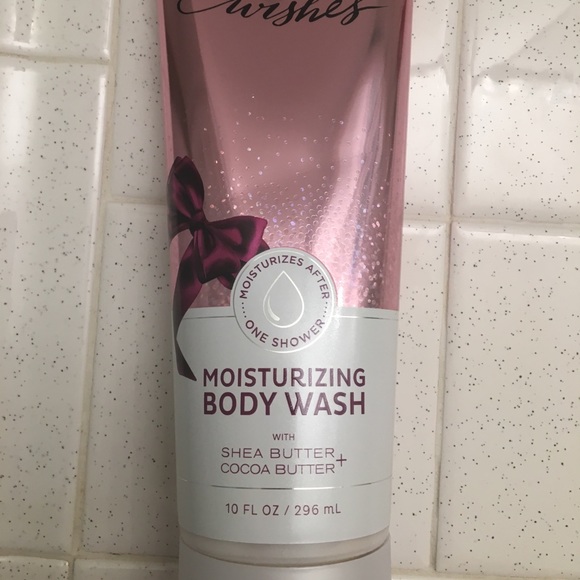 wishes
MOISTURIZES AFTER
ONE SHOWER
MOISTURIZING
BODY WASH
WITH
SHEA BUTTER +
COCOA BUTTER
10 FL OZ / 296 mL